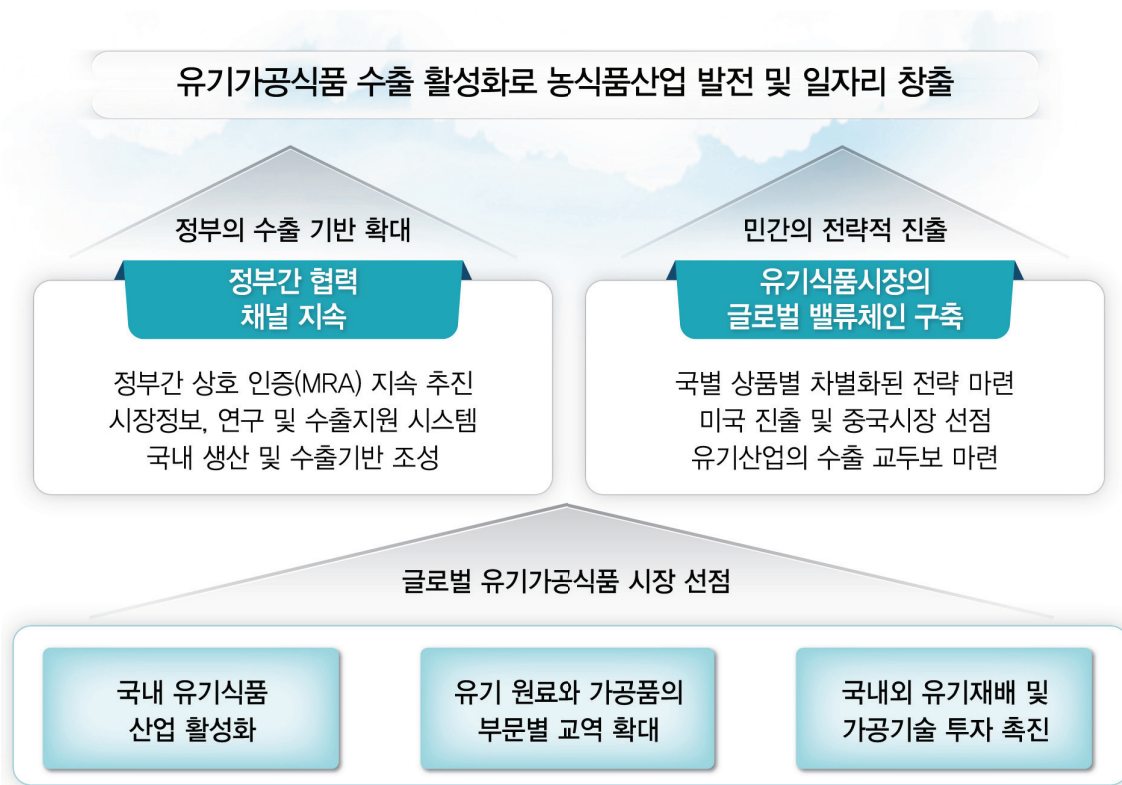 유기가공식품 수출 활성화로 농식품산업 발전 및 일자리 창출
정부의 수출 기반 확대
정부간 협력
채널 지속
정부간 상호 인증(MRA) 지속 추진
시장정보, 연구 및 수출지원 시스템
국내 생산 및 수출기반 조성
민간의 전략적 진출
유기식품시장의
글로벌 밸류체인 구축
국별 상품별 차별화된 전략 마련
미국 진출 및 중국시장 선점
유기산업의 수출 교두보 마련
글로벌 유기가공식품 시장 선점
국내 유기식품
산업 활성화
유기 원료와 가공품의
부문별 교역 확대
국내외 유기재배 및
가공기술 투자 촉진